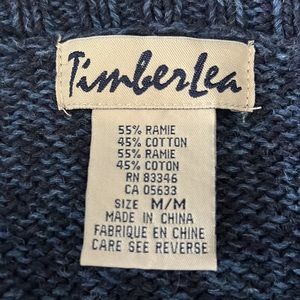 TimberLea
55% RAMIE
45% COTTON
55% RAMIE
45% COTON
RN 83346
CA 05633
SIZE M/M
MADE IN CHINA
FABRIQUE EN CHINE
CARE SEE REVERSE